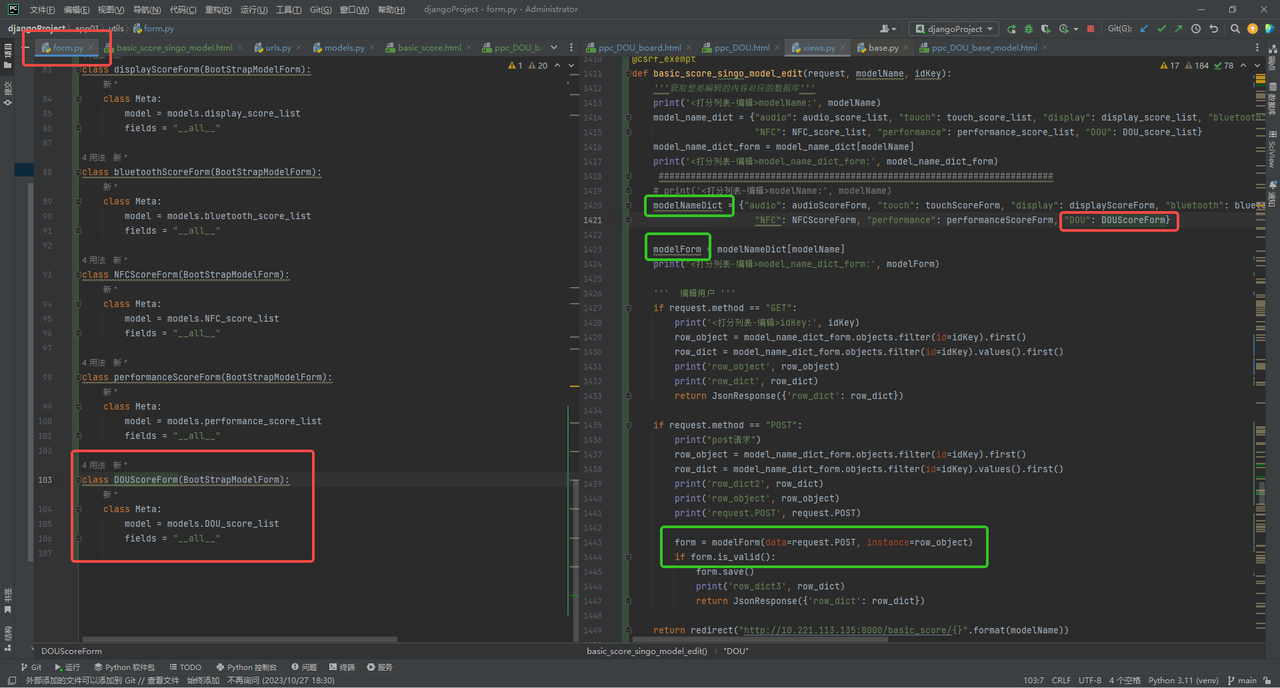 文件(F) 编辑(E) 视图(V) 导航(N) 代码(C) 重构(R) 运行(U) 工具(T) Git(G) 窗口(W) 帮助(H) djangoProject - form.py - Administrator
djangoProject app01 utils form.py
djangoProject Git(G):
form.py basic_score_singo_model.html urls.py models.py basic_score.html ppc_DOU_b
83 class displayScoreForm(BootStrapModelForm):
新 *
84 class Meta:
85 model = models.display_score_list
86 fields = "__all__"
87
4 用法 新 *
88 class bluetoothScoreForm(BootStrapModelForm):
新 *
89 class Meta:
90 model = models.bluetooth_score_list
91 fields = "__all__"
92
4 用法 新 *
93 class NFCScoreForm(BootStrapModelForm):
新 *
94 class Meta:
95 model = models.NFC_score_list
96 fields = "__all__"
97
4 用法 新 *
98 class performanceScoreForm(BootStrapModelForm):
新 *
99 class Meta:
100 model = models.performance_score_list
101 fields = "__all__"
102
4 用法 新 *
103 class DOUScoreForm(BootStrapModelForm):
新 *
104 class Meta:
105 model = models.DOU_score_list
106 fields = "__all__"
107
1 20
DOUScoreForm
ppc_DOU_board.html ppc_DOU.html views.py base.py ppc_DOU_base_model.html
17 184 78
1410 @csrf_exempt
1411 def basic_score_singo_model_edit(request, modelName, idKey):
1412 '''获取想要编辑的内容对应的数据库'''
1413 print('<打分列表-编辑>modelName:', modelName)
1414 model_name_dict = {"audio": audio_score_list, "touch": touch_score_list, "display": display_score_list, "bluetooth
1415 "NFC": NFC_score_list, "performance": performance_score_list, "DOU": DOU_score_list}
1416 model_name_dict_form = model_name_dict[modelName]
1417 print('<打分列表-编辑>model_name_dict_form:', model_name_dict_form)
1419 # print('<打分列表-编辑>modelName:', modelName)
1420 modelNameDict = {"audio": audioScoreForm, "touch": touchScoreForm, "display": displayScoreForm, "bluetooth": blue
1421 "NFC": NFCScoreForm, "performance": performanceScoreForm, "DOU": DOUScoreForm}
1422
1423 modelForm = modelNameDict[modelName]
1424 print('<打分列表-编辑>model_name_dict_form:', modelForm)
1425
1426 ''' 编辑用户 '''
1427 if request.method == "GET":
1428 print('<打分列表-编辑>idKey:', idKey)
1429 row_object = model_name_dict_form.objects.filter(id=idKey).first()
1430 row_dict = model_name_dict_form.objects.filter(id=idKey).values().first()
1431 print('row_object', row_object)
1432 print('row_dict', row_dict)
1433 return JsonResponse({'row_dict': row_dict})
1434
1435 if request.method == "POST":
1436 print("post请求")
1437 row_object = model_name_dict_form.objects.filter(id=idKey).first()
1438 row_dict = model_name_dict_form.objects.filter(id=idKey).values().first()
1439 print('row_dict2', row_dict)
1440 print('row_object', row_object)
1441 print('request.POST', request.POST)
1442
1443 form = modelForm(data=request.POST, instance=row_object)
1444 if form.is_valid():
1445 form.save()
1446 print('row_dict3', row_dict)
1447 return JsonResponse({'row_dict': row_dict})
1448
1449 return redirect("http://10.221.113.135:8000/basic_score/{}".format(modelName))
basic_score_singo_model_edit() "DOU"
项目
提交
书签
结构
数据库
SciView
通知
Git 运行 Python 软件包 TODO Python 控制台 问题 终端 服务
外部添加的文件可以添加到 Git // 查看文件 始终添加 不再询问 (2023/10/27 18:30)
103:7 CRLF UTF-8 4 个空格 Python 3.11 (venv) main